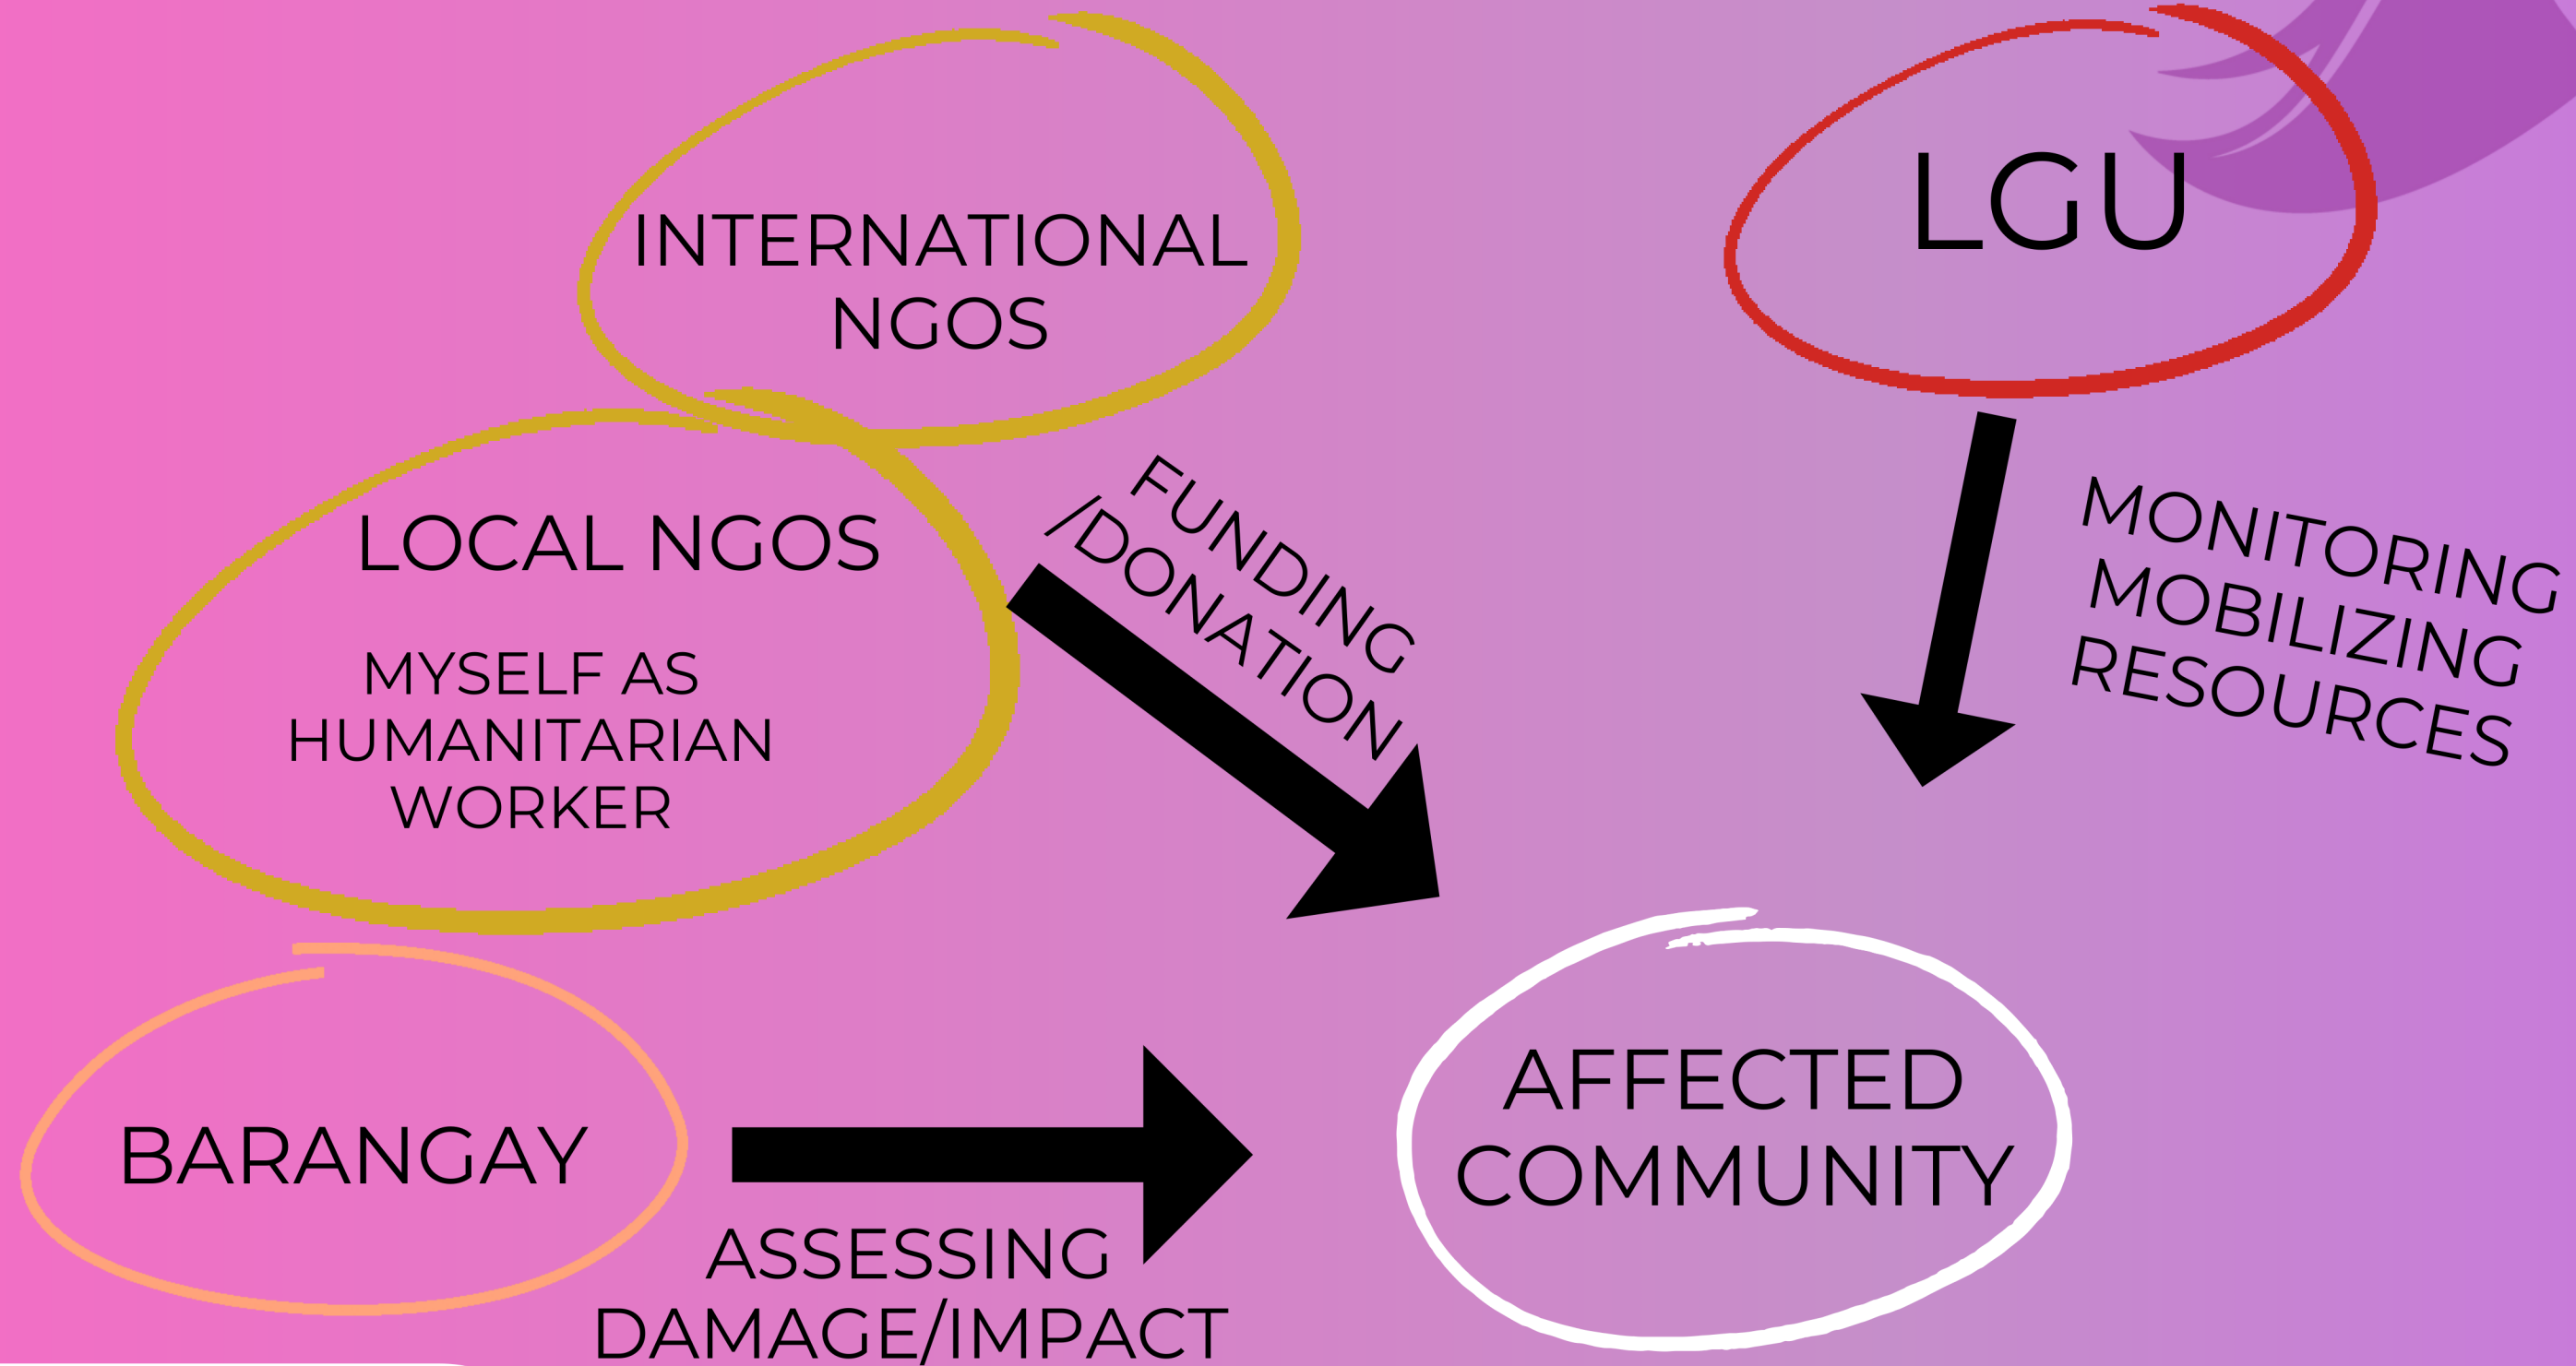 INTERNATIONAL
NGOS
LGU
LOCAL NGOS
MYSELF AS
HUMANITARIAN
WORKER
FUNDING
/DONATION
MONITORING
MOBILIZING
RESOURCES
BARANGAY
ASSESSING
DAMAGE/IMPACT
AFFECTED
COMMUNITY